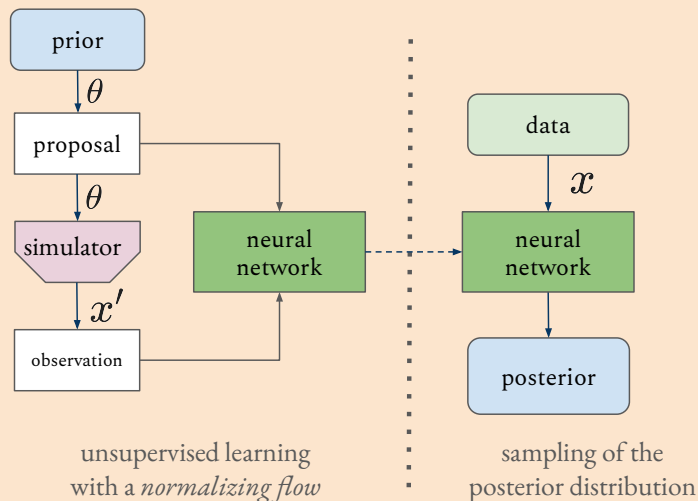 prior
θ
proposal
θ
simulator
x′
observation
neural
network
unsupervised learning
with a normalizing flow
data
x
neural
network
posterior
sampling of the
posterior distribution